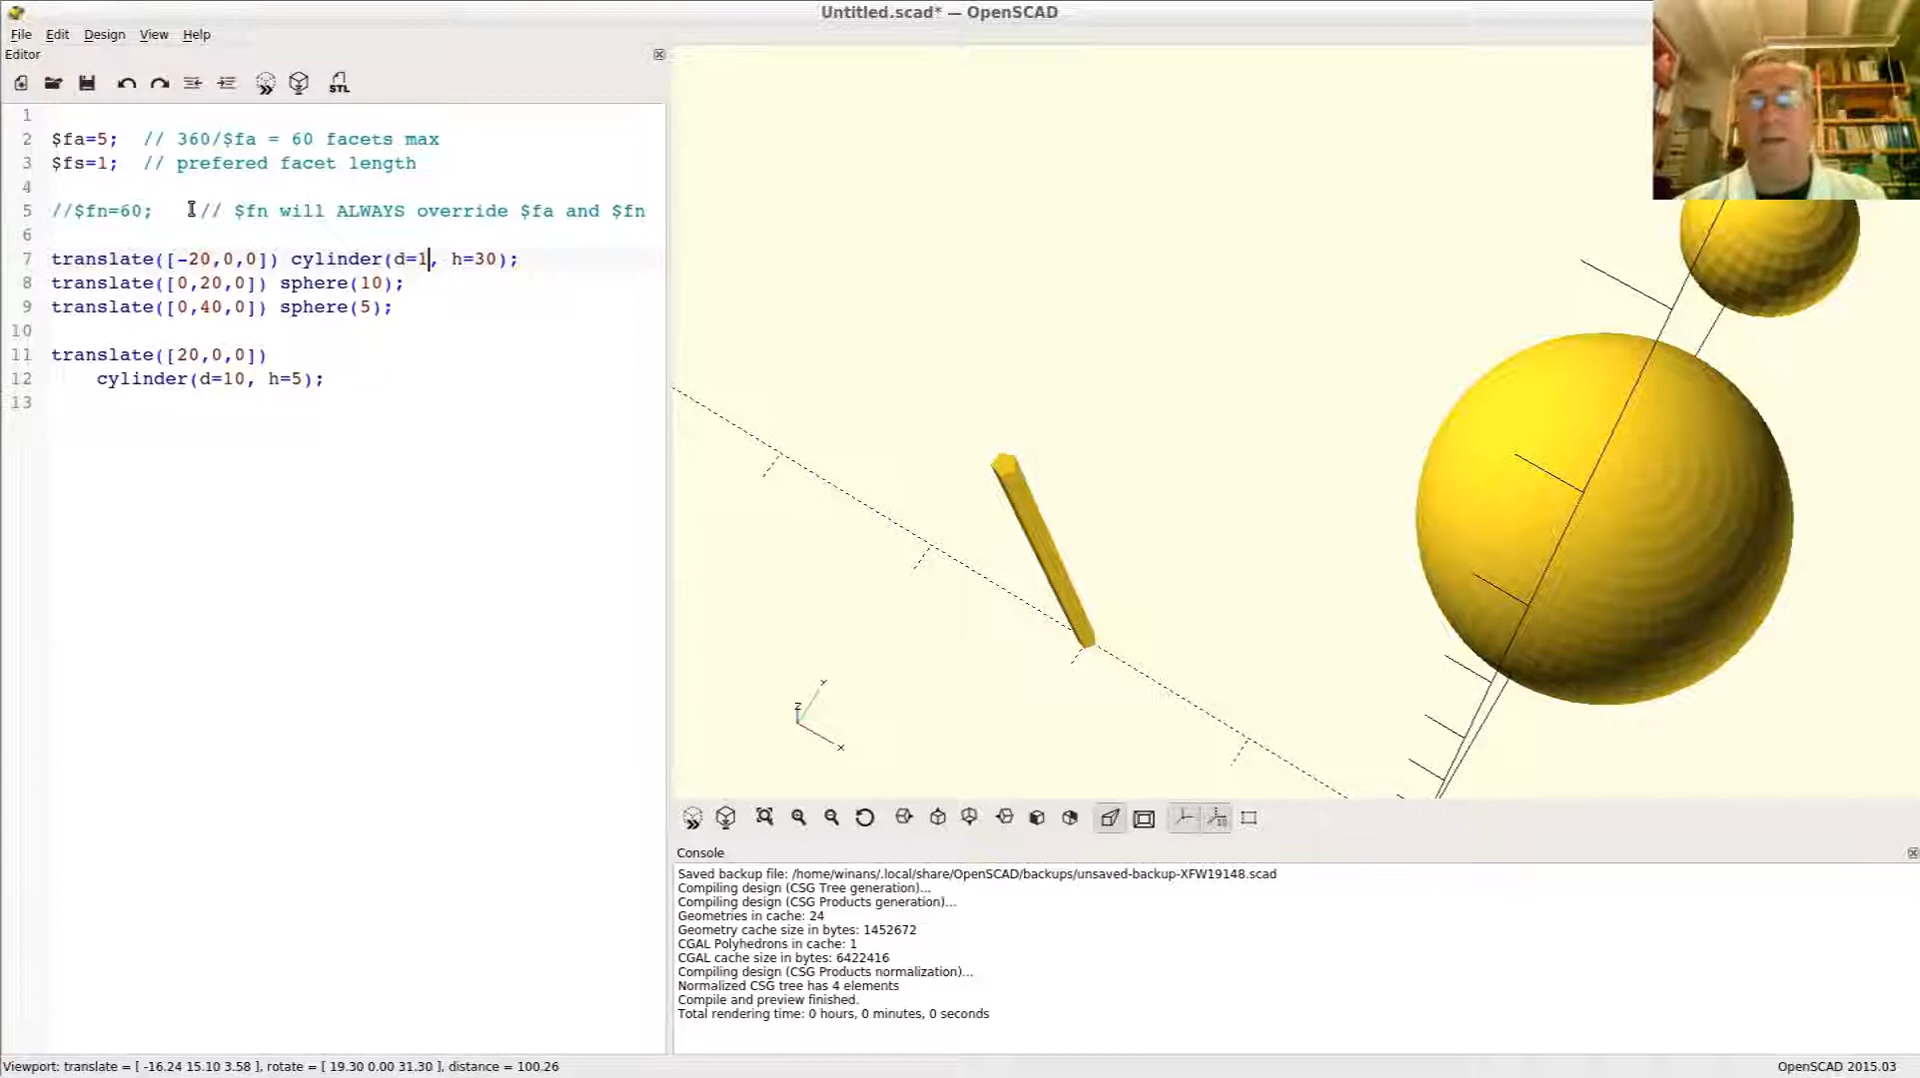 Untitled.scad* — OpenSCAD
File Edit Design View Help
Editor
STL
1
2 $fa=5; // 360/$fa = 60 facets max
3 $fs=1; // prefered facet length
4
5 //$fn=60; // $fn will ALWAYS override $fa and $fn
6
7 translate([-20,0,0]) cylinder(d=1, h=30);
8 translate([0,20,0]) sphere(10);
9 translate([0,40,0]) sphere(5);
10
11 translate([20,0,0])
12 cylinder(d=10, h=5);
13
Y
Z
X
10
Console
Saved backup file: /home/winans/.local/share/OpenSCAD/backups/unsaved-backup-XFW19148.scad
Compiling design (CSG Tree generation)...
Compiling design (CSG Products generation)...
Geometries in cache: 24
Geometry cache size in bytes: 1452672
CGAL Polyhedrons in cache: 1
CGAL cache size in bytes: 6422416
Compiling design (CSG Products normalization)...
Normalized CSG tree has 4 elements
Compile and preview finished.
Total rendering time: 0 hours, 0 minutes, 0 seconds
Viewport: translate = [ -16.24 15.10 3.58 ], rotate = [ 19.30 0.00 31.30 ], distance = 100.26
OpenSCAD 2015.03